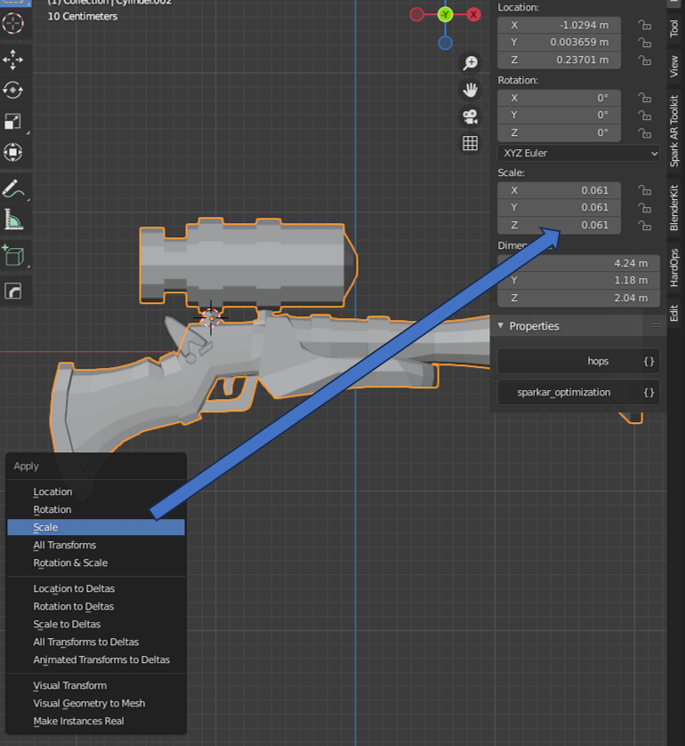 (1) Collection | Cylinder.002
10 Centimeters
-Y
X
Location:
X -1.0294 m
Y 0.003659 m
Z 0.23701 m
Rotation:
X 0°
Y 0°
Z 0°
XYZ Euler
Scale:
X 0.061
Y 0.061
Z 0.061
X 4.24 m
Y 1.18 m
Z 2.04 m
Properties
hops {}
sparkar_optimization {}
Tool
View
Spark AR Toolkit
BlenderKit
HardOps
Edit
Apply
Location
Rotation
Scale
All Transforms
Rotation & Scale
Location to Deltas
Rotation to Deltas
Scale to Deltas
All Transforms to Deltas
Animated Transforms to Deltas
Visual Transform
Visual Geometry to Mesh
Make Instances Real